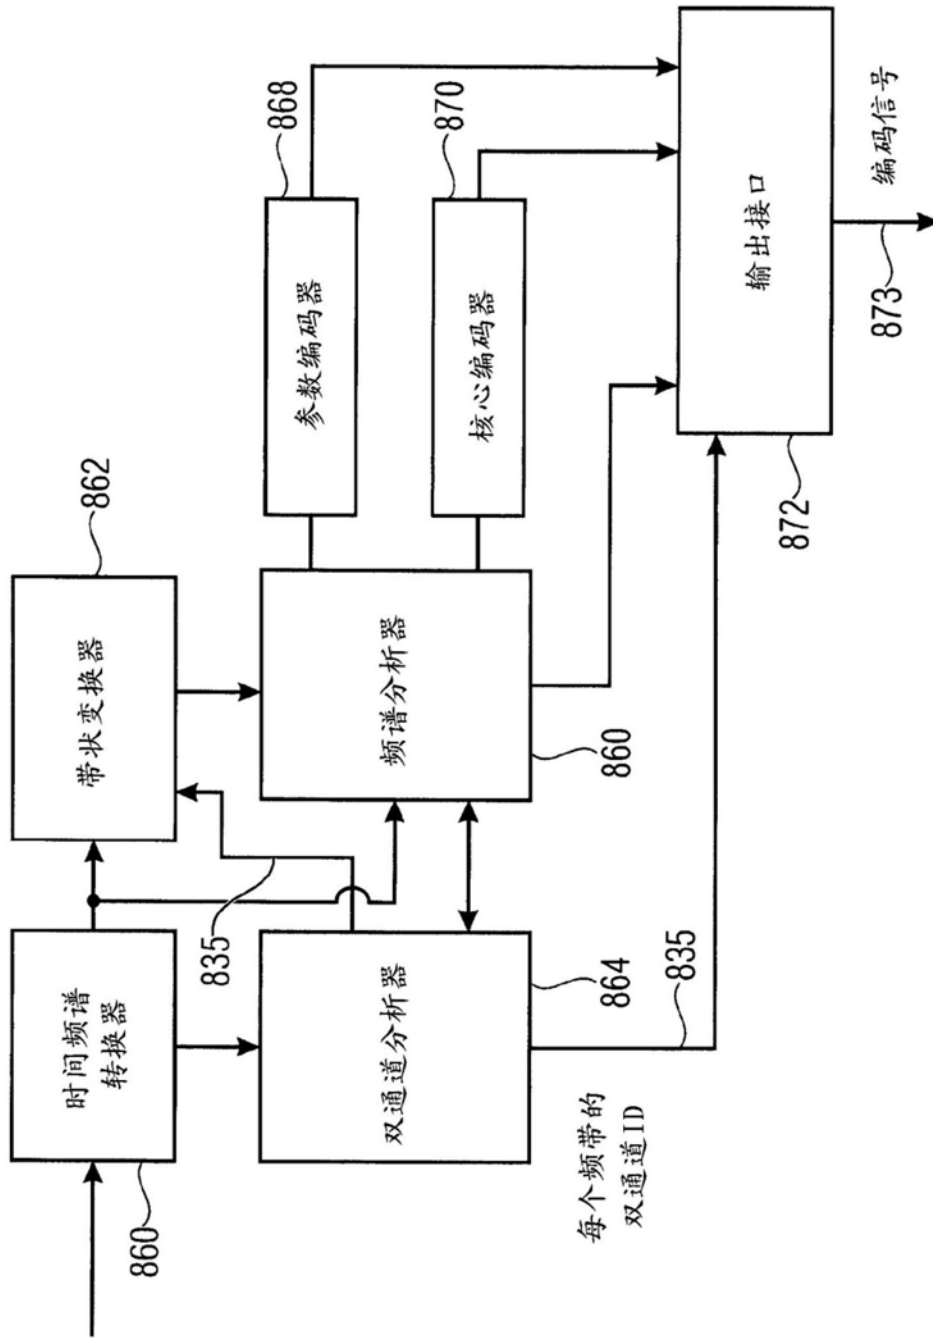 时间频谱
转换器
860
带状变换器
862
835
双通道分析器
864
频谱分析器
860
参数编码器
868
核心编码器
870
每个频带的
双通道ID
835
输出接口
872
873
编码信号